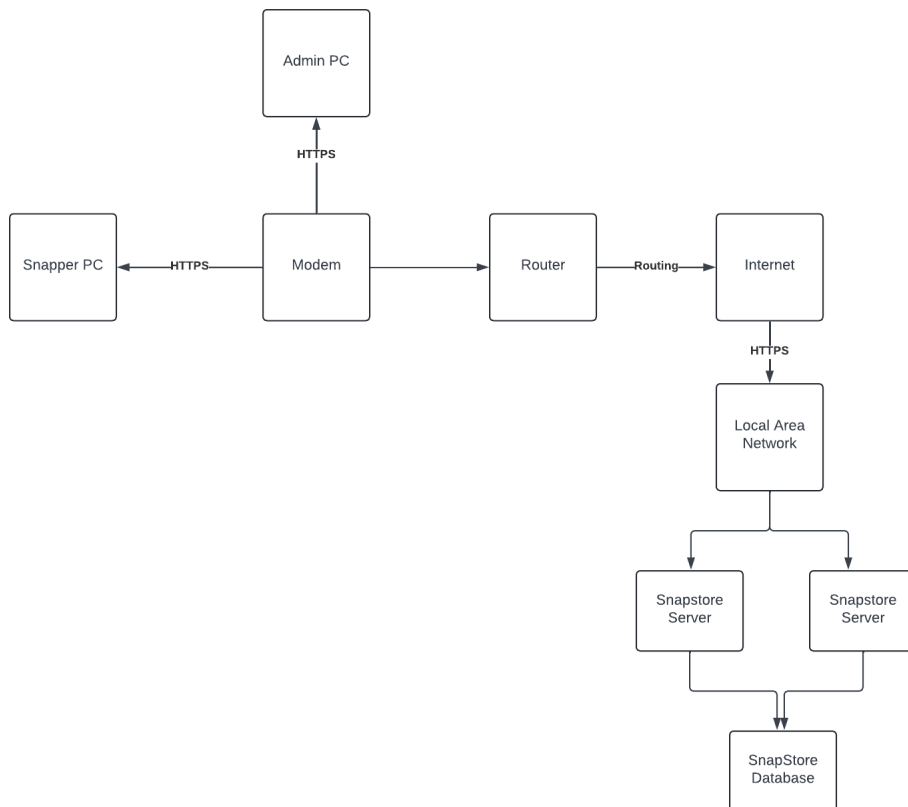 Admin PC
HTTPS
Snapper PC
HTTPS
Modem
Router
Routing
Internet
HTTPS
Local Area
Network
Snapstore
Server
Snapstore
Server
SnapStore
Database